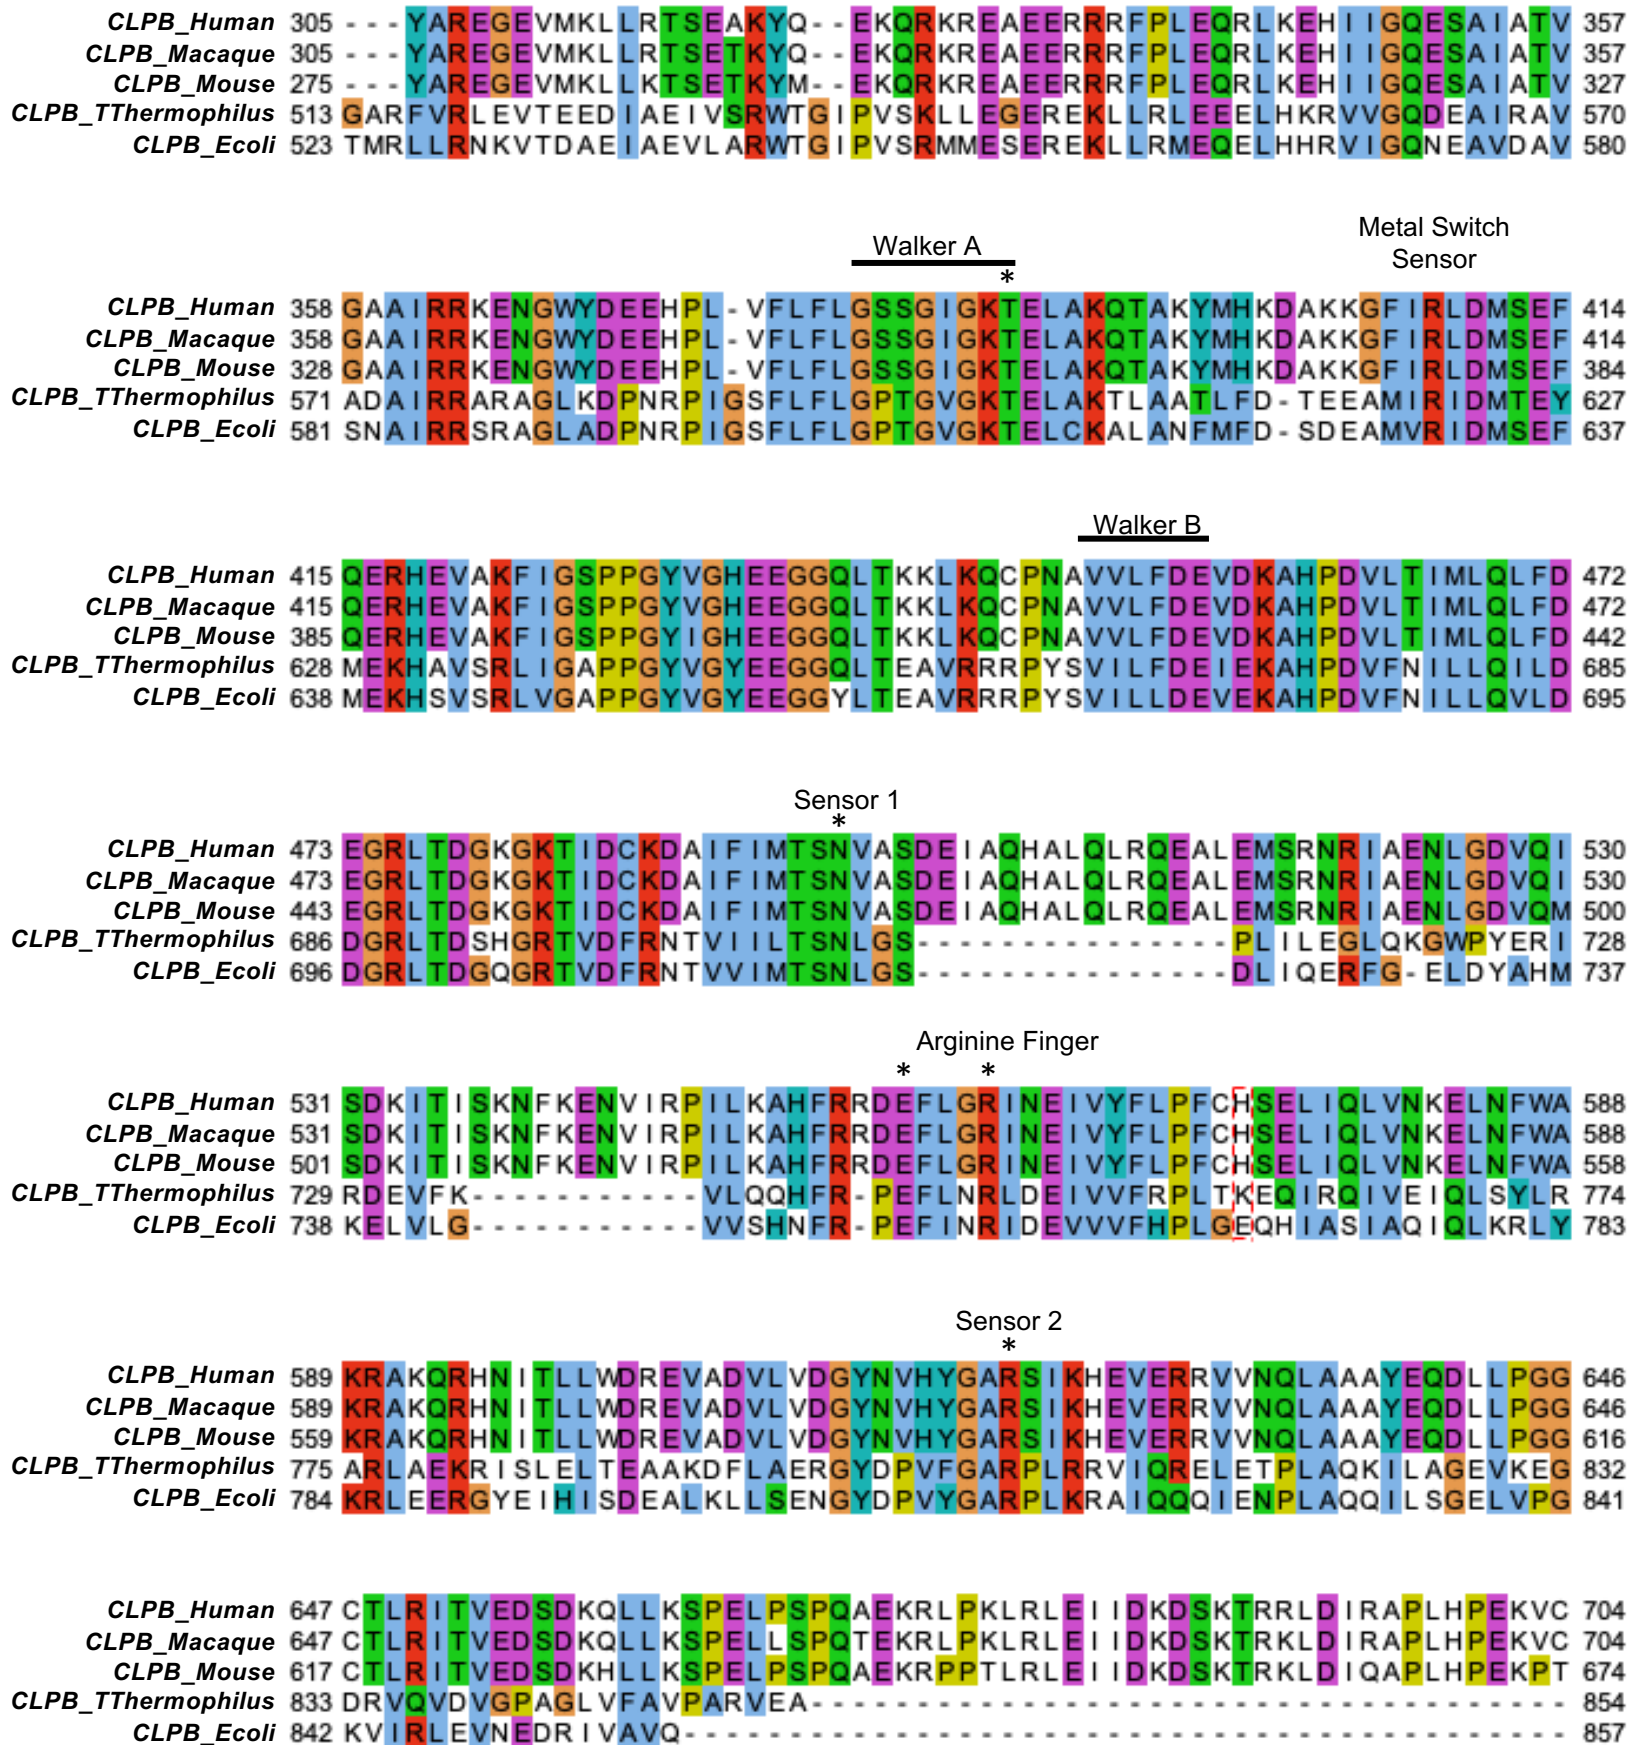 CLPB_Human 305 ---YAREGEVMKLLRTSEAKYQ--EKQRKREAEERRRFPLEQRLKEHIIGQESAIATV 357
CLPB_Macaque 305 ---YAREGEVMKLLRTSETKYQ--EKQRKREAEERRRFPLEQRLKEHIIGQESAIATV 357
CLPB_Mouse 275 ---YAREGEVMKLLKTSETKYM--EKQRKREAEERRRFPLEQRLKEHIIGQESAIATV 327
CLPB_TThermophilus 513 GARFVRLEVTEEDIAEIVSRWTGIPVSKLLEGEREKLLRLEEELHKRVVGQDEAIRAV 570
CLPB_Ecoli 523 TMRLLRNKVTDAEIAEVLARWTGIPVSRMMESEREKLLRMEQELHHRVIGQNEAVDAV 580
Metal Switch
Walker A Sensor
*
CLPB_Human 358 GAAIRRKENGWYDEEHPL-VFLFLGSSGIGKTELAKQTAKYMHKDAKKGFIRLDMSEF 414
CLPB_Macaque 358 GAAIRRKENGWYDEEHPL-VFLFLGSSGIGKTELAKQTAKYMHKDAKKGFIRLDMSEF 414
CLPB_Mouse 328 GAAIRRKENGWYDEEHPL-VFLFLGSSGIGKTELAKQTAKYMHKDAKKGFIRLDMSEF 384
CLPB_TThermophilus 571 ADAIRRARAGLKDPNRPIGSFLFLGPTGVGKTELAKTLAATLFD-TEEAMIRIDMTEY 627
CLPB_Ecoli 581 SNAIRRSRAGLADPNRPIGSFLFLGPTGVGKTELCKALANFMFD-SDEAMVRIDMSEF 637
Walker B
CLPB_Human 415 QERHEVAKFIGSPPGYVGHEEGGQLTKKLKQCPNAVVLFDEVDKAHPDVLTIMLQLFD 472
CLPB_Macaque 415 QERHEVAKFIGSPPGYVGHEEGGQLTKKLKQCPNAVVLFDEVDKAHPDVLTIMLQLFD 472
CLPB_Mouse 385 QERHEVAKFIGSPPGYIGHEEGGQLTKKLKQCPNAVVLFDEVDKAHPDVLTIMLQLFD 442
CLPB_TThermophilus 628 MEKHAVSRLIGAPPGYVGYEEGGQLTEAVRRRPYSVILFDEIEKAHPDVFNILLQILD 685
CLPB_Ecoli 638 MEKHSVSRLVGAPPGYVGYEEGGYLTEAVRRRPYSVILLDEVEKAHPDVFNILLQVLD 695
Sensor 1
*
CLPB_Human 473 EGRLTDGKGKTIDCKDAIFIMTSNVASDEIAQHALQLRQEALEMSRNRIAENLGDVQI 530
CLPB_Macaque 473 EGRLTDGKGKTIDCKDAIFIMTSNVASDEIAQHALQLRQEALEMSRNRIAENLGDVQI 530
CLPB_Mouse 443 EGRLTDGKGKTIDCKDAIFIMTSNVASDEIAQHALQLRQEALEMSRNRIAENLGDVQM 500
CLPB_TThermophilus 686 DGRLTDSHGRTVDFRNTVIILTSNLGS---------------PLILEGLQKGWPYERI 728
CLPB_Ecoli 696 DGRLTDGQGRTVDFRNTVVIMTSNLGS---------------DLIQERFG-ELDYAHM 737
Arginine Finger
* *
CLPB_Human 531 SDKITISKNFKENVIRPILKAHFRRDEFLGRINEIVYFLPFCHSELIQLVNKELNFWA 588
CLPB_Macaque 531 SDKITISKNFKENVIRPILKAHFRRDEFLGRINEIVYFLPFCHSELIQLVNKELNFWA 588
CLPB_Mouse 501 SDKITISKNFKENVIRPILKAHFRRDEFLGRINEIVYFLPFCHSELIQLVNKELNFWA 558
CLPB_TThermophilus 729 RDEVFK-----------VLQQHFR-PEFLNRLDEIVVFRPLTKEQIRQIVEIQLSYLR 774
CLPB_Ecoli 738 KELVLG-----------VVSHNFR-PEFINRIDEVVVFHPLGEQHIASIAQIQLKRLY 783
Sensor 2
*
CLPB_Human 589 KRAKQRHNITLLWDREVADVLVDGYNVHYGARSIKHEVERRVVNQLAAAYEQDLLPGG 646
CLPB_Macaque 589 KRAKQRHNITLLWDREVADVLVDGYNVHYGARSIKHEVERRVVNQLAAAYEQDLLPGG 646
CLPB_Mouse 559 KRAKQRHNITLLWDREVADVLVDGYNVHYGARSIKHEVERRVVNQLAAAYEQDLLPGG 616
CLPB_TThermophilus 775 ARLAEKRISLELTEAAKDFLAERGYDPVFGARPLRRVIQRELETPLAQKILAGEVKEG 832
CLPB_Ecoli 784 KRLEERGYEIHISDEALKLLSENGYDPVYGARPLKRAIQQQIENPLAQQILSGELVPG 841
CLPB_Human 647 CTLRITVEDSDKQLLKSPELPSPQAEKRLPKLRLEIIDKDSKTRRLDIRAPLHPEKVC 704
CLPB_Macaque 647 CTLRITVEDSDKQLLKSPELLSPQTEKRLPKLRLEIIDKDSKTRKLDIRAPLHPEKVC 704
CLPB_Mouse 617 CTLRITVEDSDKHLLKSPELPSPQAEKRPPTLRLEIIDKDSKTRKLDIQAPLHPEKPT 674
CLPB_TThermophilus 833 DRVQVDVGPAGLVFAVPARVEA------------------------------------ 854
CLPB_Ecoli 842 KVIRLEVNEDRIVAVQ------------------------------------------ 857